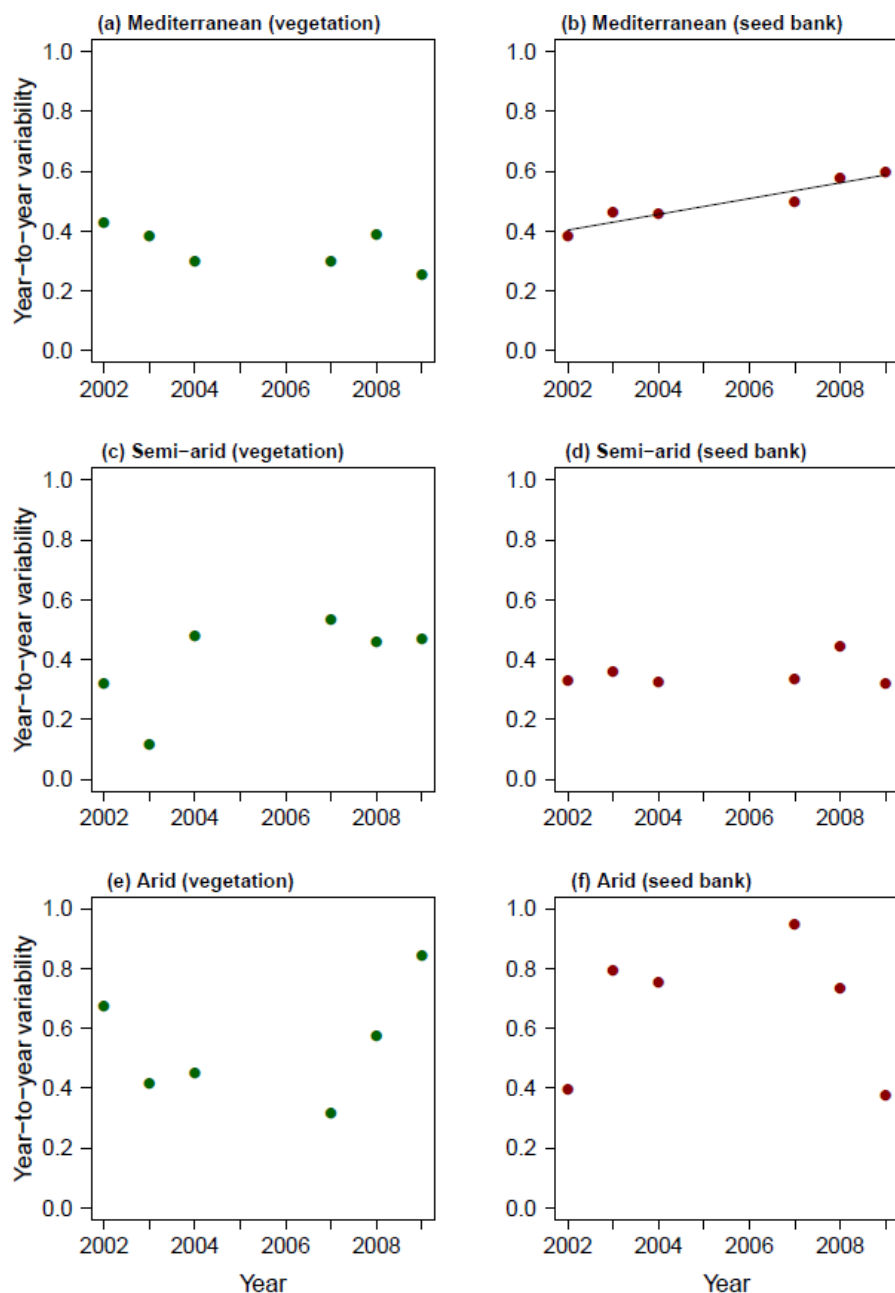 (a) Mediterranean (vegetation)
Year−to−year variability
1.0
0.8
0.6
0.4
0.2
0.0
2002 2004 2006 2008
(b) Mediterranean (seed bank)
1.0
0.8
0.6
0.4
0.2
0.0
2002 2004 2006 2008
(c) Semi−arid (vegetation)
Year−to−year variability
1.0
0.8
0.6
0.4
0.2
0.0
2002 2004 2006 2008
(d) Semi−arid (seed bank)
1.0
0.8
0.6
0.4
0.2
0.0
2002 2004 2006 2008
(e) Arid (vegetation)
Year−to−year variability
1.0
0.8
0.6
0.4
0.2
0.0
2002 2004 2006 2008
Year
(f) Arid (seed bank)
1.0
0.8
0.6
0.4
0.2
0.0
2002 2004 2006 2008
Year